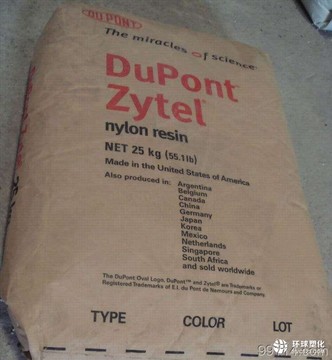 DUPONT
The miracles of science
DuPont
Zytel®
nylon resin
NET 25 kg (55.1lb)
Made in the United States of America
Also produced in: Argentina
Belgium
Canada
China
Germany
Japan
Korea
Mexico
Netherlands
Singapore
South Africa
and sold worldwide
The DuPont Oval Logo, DuPont™ and Zytel® are Trademarks or
Registered Trademarks of E.I. du Pont de Nemours and Company.
TYPE COLOR LOT
环球塑化